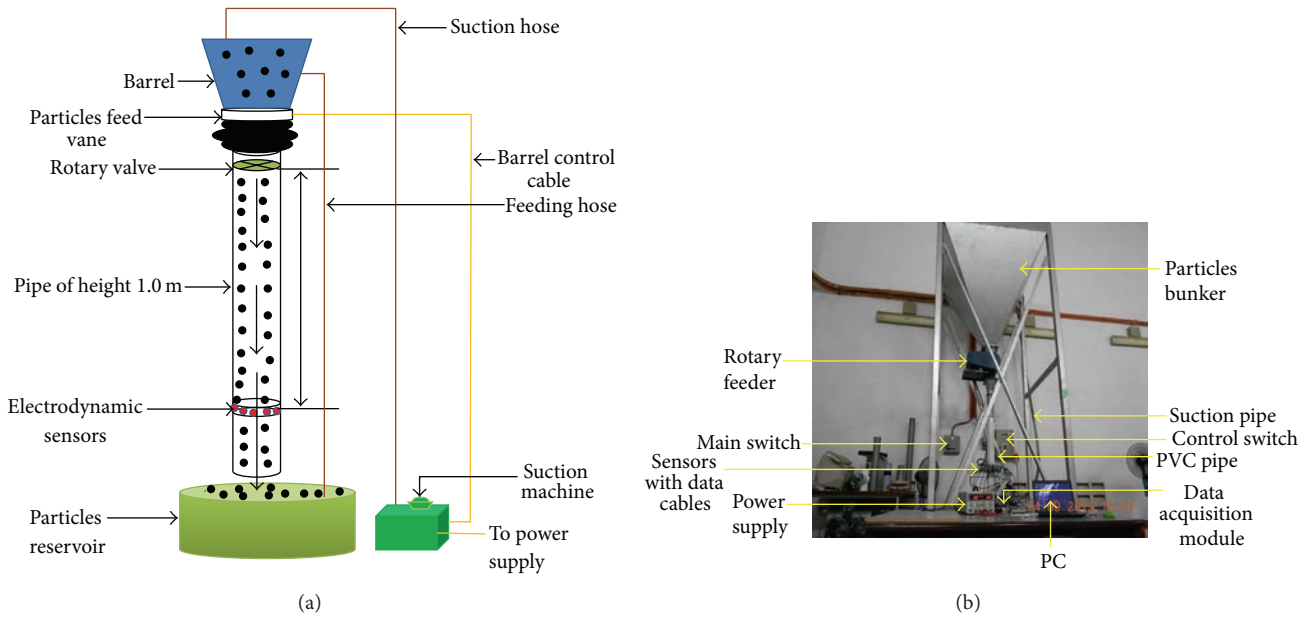 Suction hose
Barrel
Particles feed
vane
Rotary valve
Barrel control
cable
Feeding hose
Pipe of height 1.0 m
Electrodynamic
sensors
Suction
machine
Particles
reservoir
To power
supply
(a)
Particles
bunker
Rotary
feeder
Suction pipe
Main switch
Control switch
Sensors
with data
cables
PVC pipe
Power
supply
Data
acquisition
module
PC
(b)